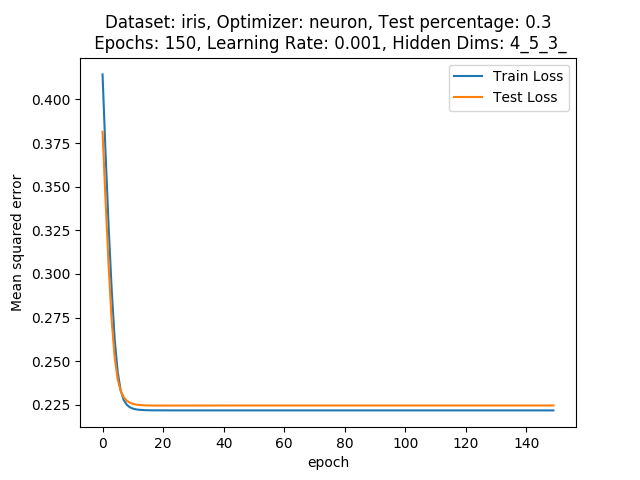 Dataset: iris, Optimizer: neuron, Test percentage: 0.3
Epochs: 150, Learning Rate: 0.001, Hidden Dims: 4_5_3_
Train Loss
Test Loss
0.400
0.375
0.350
0.325
0.300
0.275
0.250
0.225
Mean squared error
0 20 40 60 80 100 120 140
epoch